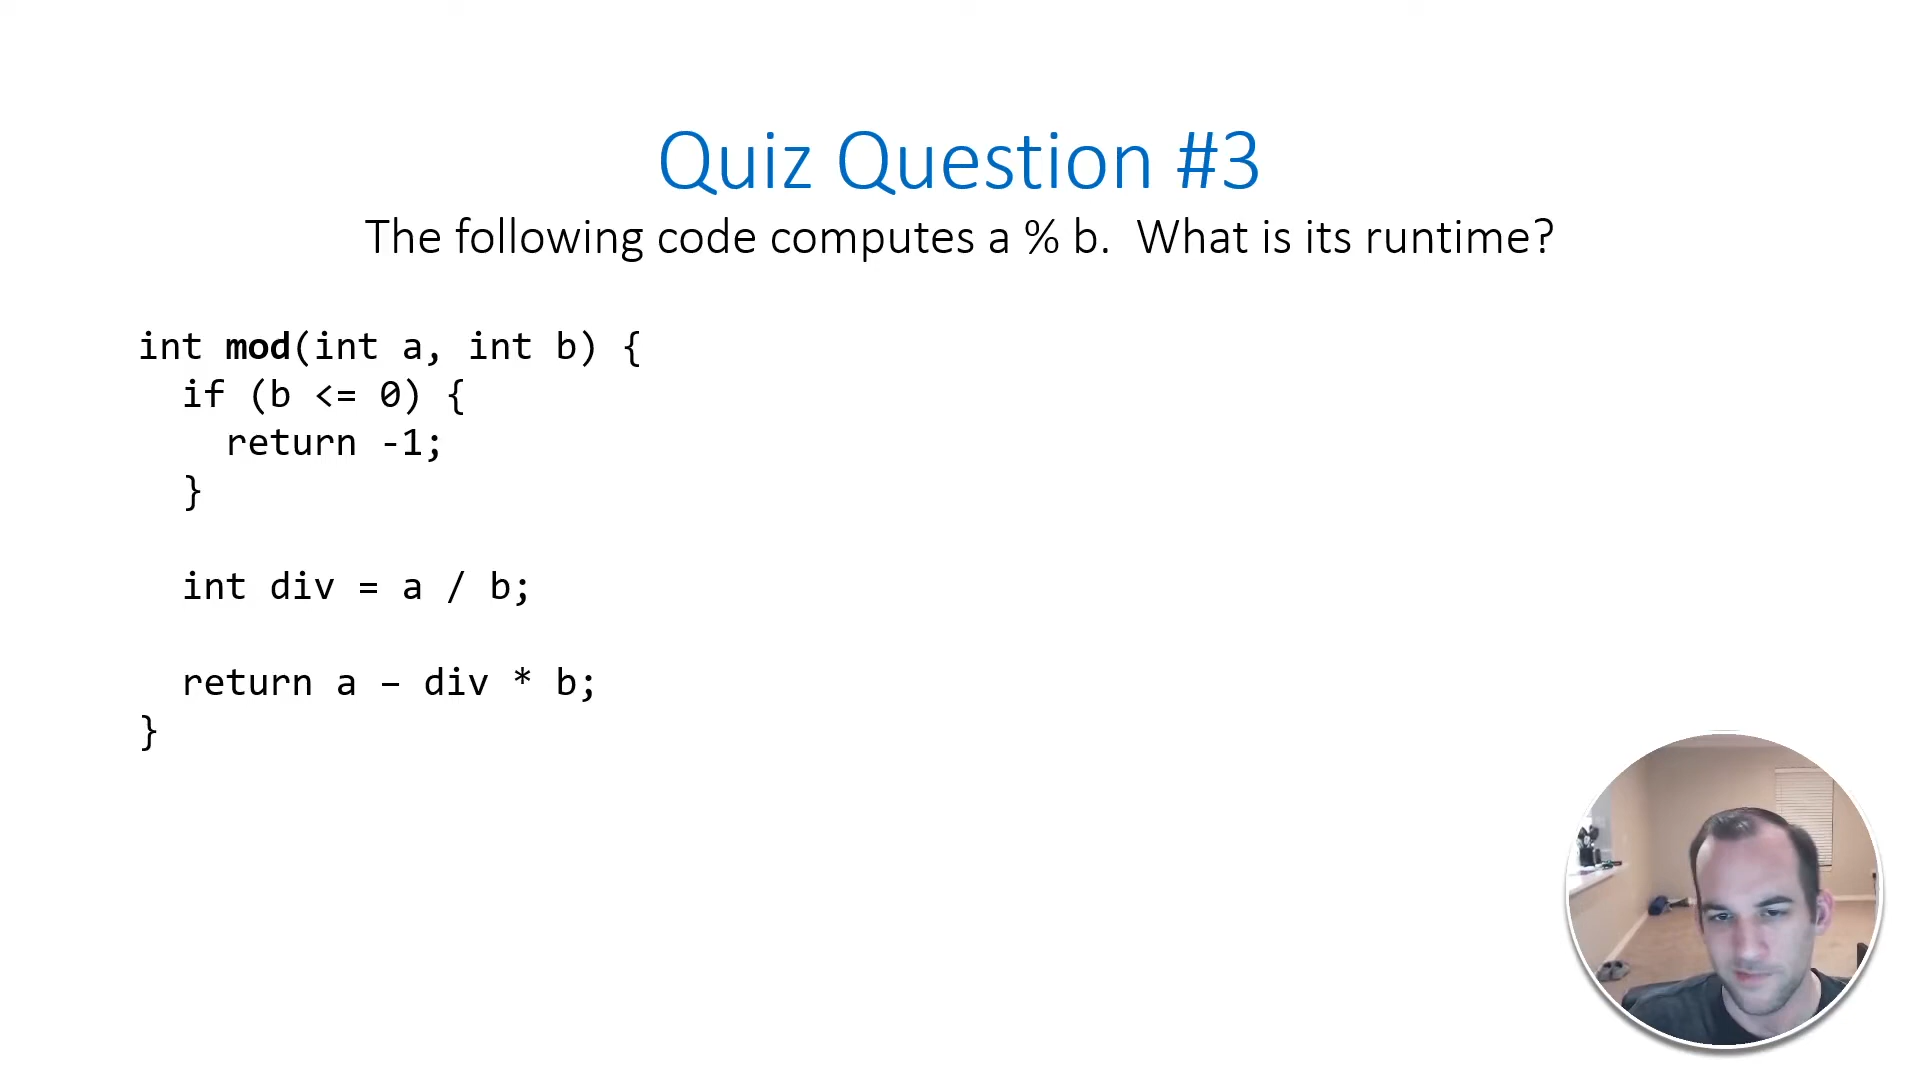 Quiz Question #3
The following code computes a % b. What is its runtime?
int mod(int a, int b) {
  if (b <= 0) {
    return -1;
  }
  int div = a / b;
  return a – div * b;
}